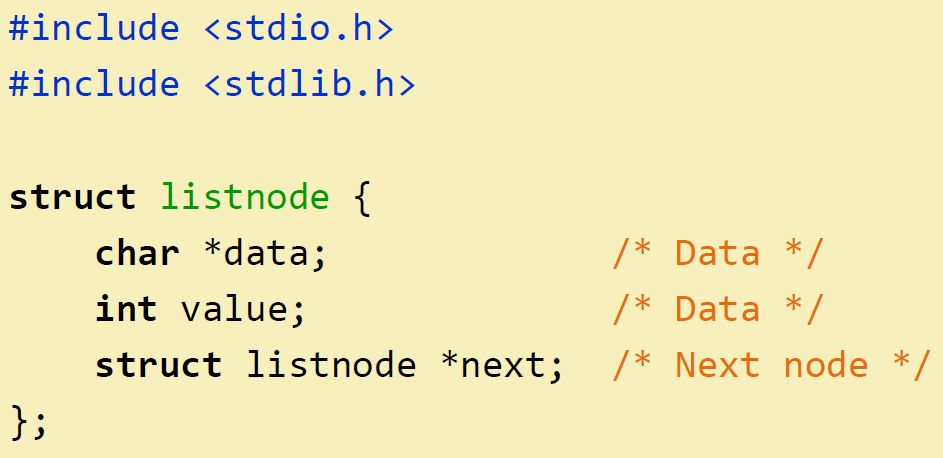 #include <stdio.h>
#include <stdlib.h>

struct listnode {
    char *data;             /* Data */
    int value;              /* Data */
    struct listnode *next;  /* Next node */
};